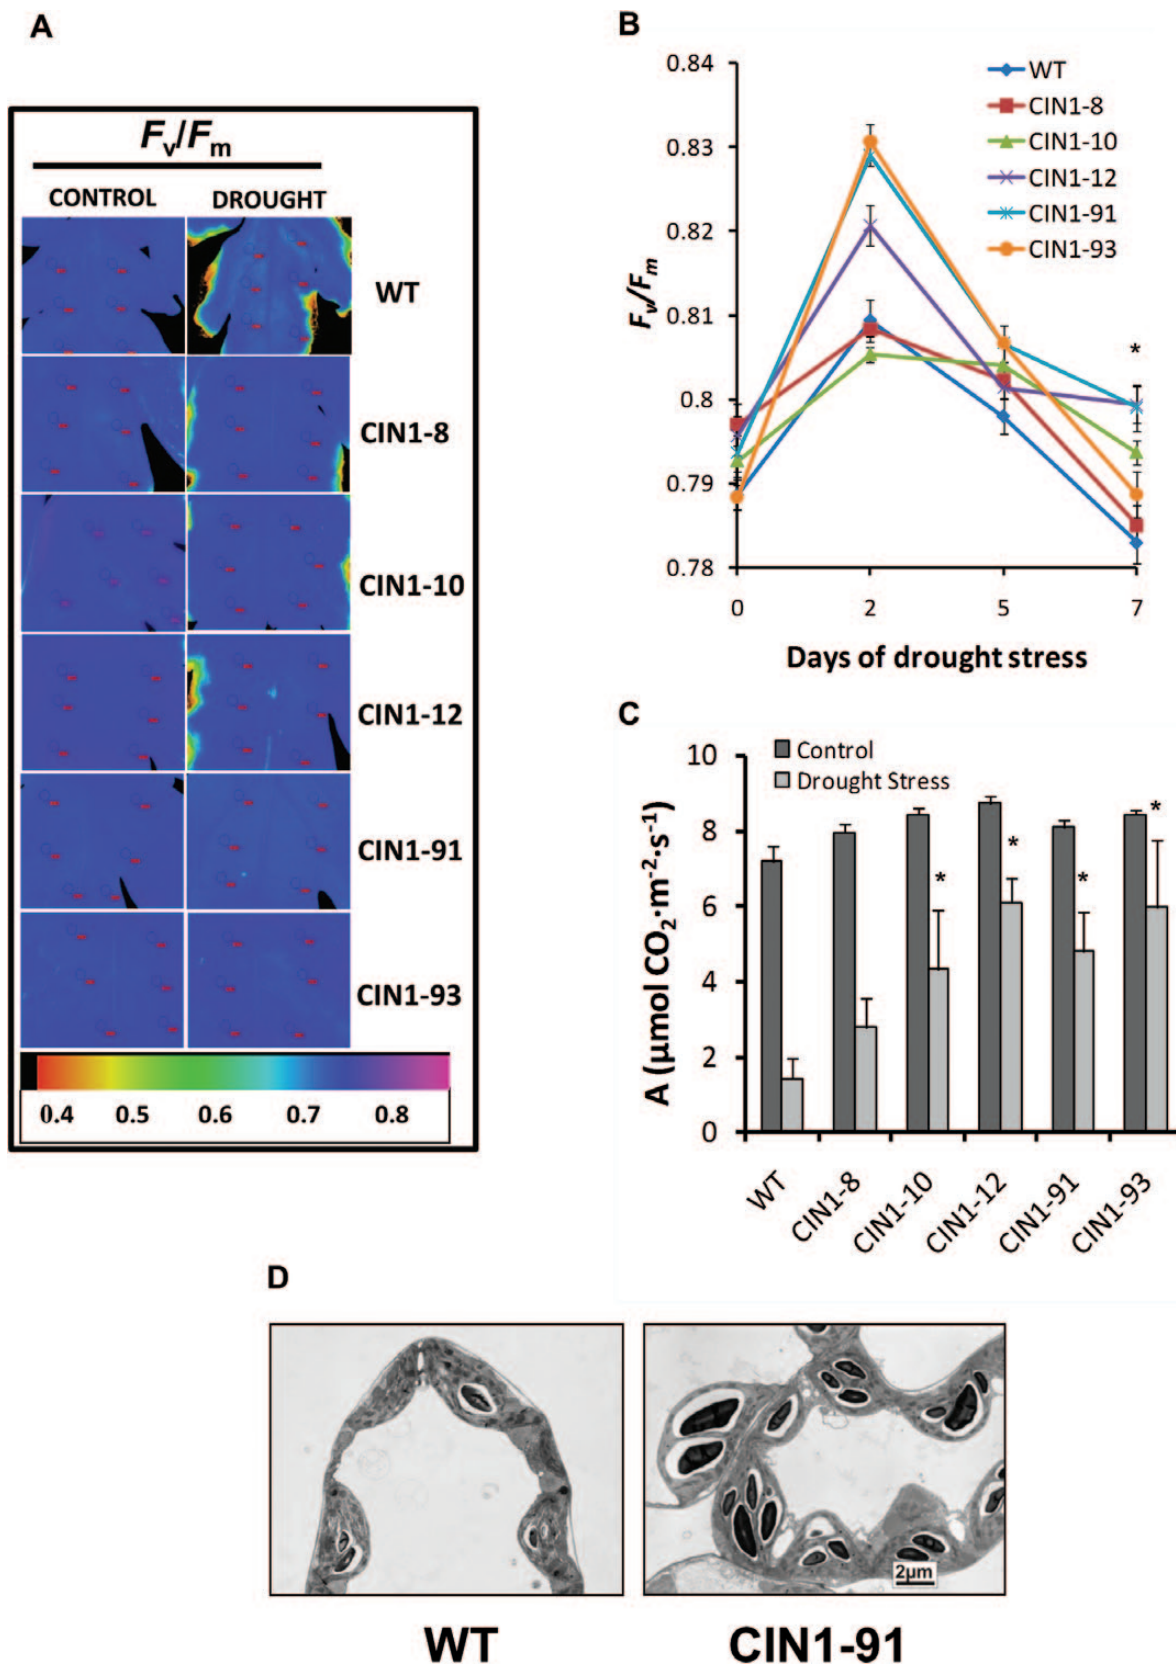 A
F_v/F_m
CONTROL DROUGHT
WT
CIN1-8
CIN1-10
CIN1-12
CIN1-91
CIN1-93
0.4 0.5 0.6 0.7 0.8
B
0.84
0.83
0.82
0.81
0.8
0.79
0.78
F_v/F_m
WT
CIN1-8
CIN1-10
CIN1-12
CIN1-91
CIN1-93
*
0 2 5 7
Days of drought stress
C
Control
Drought Stress
10
8
6
4
2
0
A (µmol CO₂·m⁻²·s⁻¹)
* * * *
WT CIN1-8 CIN1-10 CIN1-12 CIN1-91 CIN1-93
D
2µm
WT CIN1-91